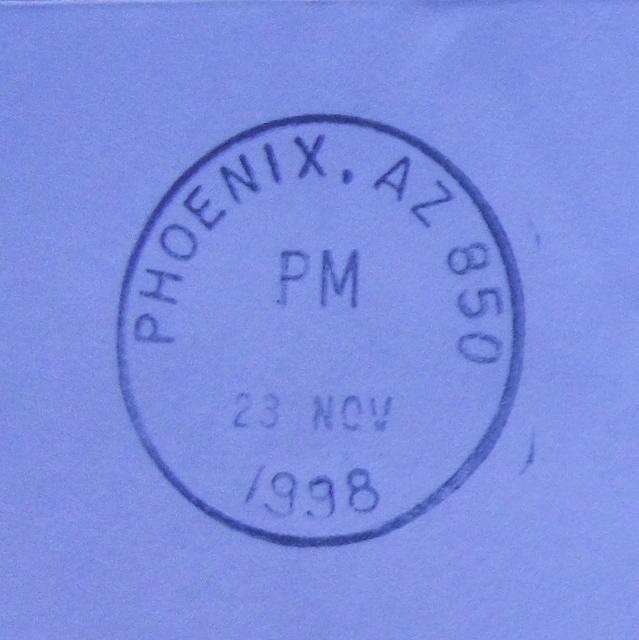 PHOENIX, AZ 850
PM
23 NOV
1998